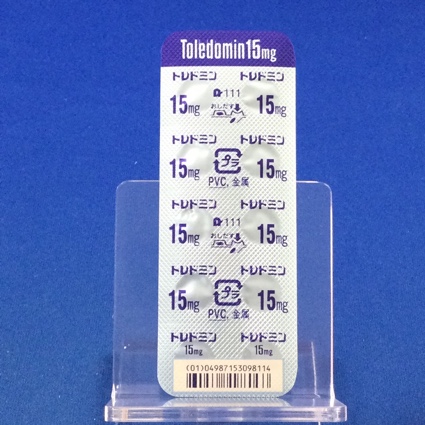 Toledomin15mg
トレドミン トレドミン
15mg 111 15mg
おしだす
トレドミン トレドミン
15mg プラ 15mg
PVC, 金属
トレドミン トレドミン
15mg 111 15mg
おしだす
トレドミン トレドミン
15mg プラ 15mg
PVC, 金属
トレドミン トレドミン
15mg 15mg
(01)04987153098114